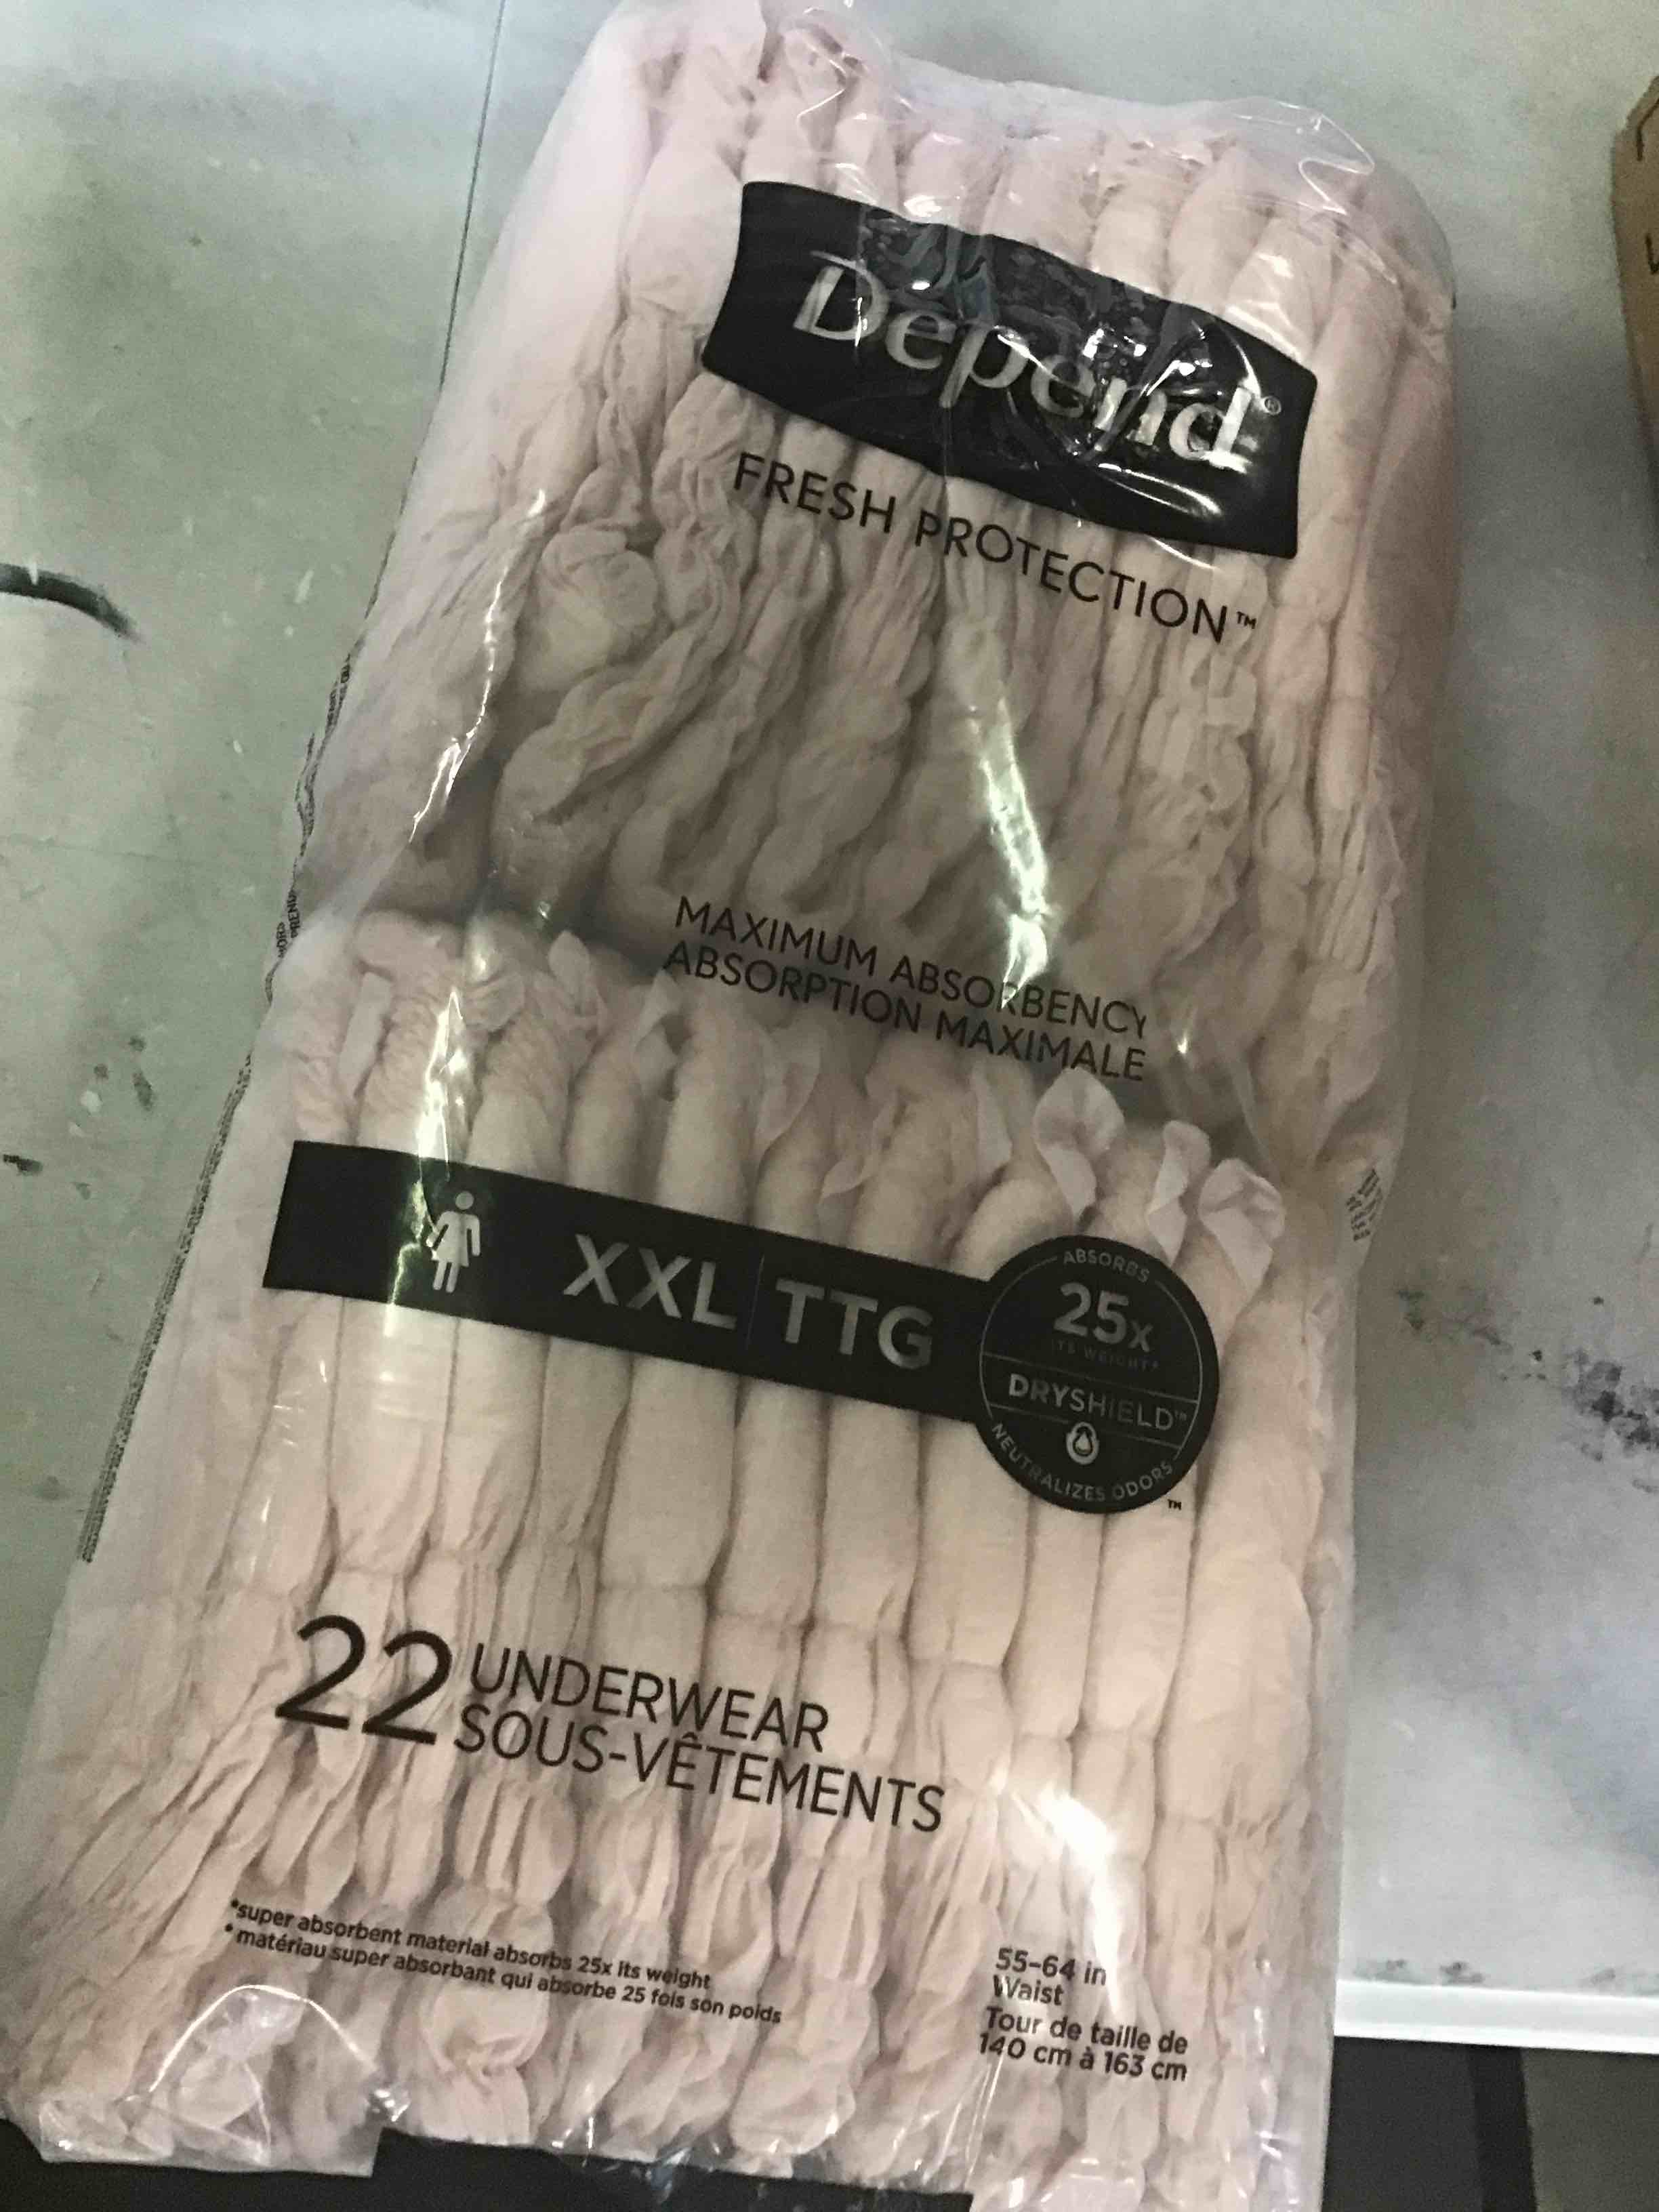 Depend®
FRESH PROTECTION™
MAXIMUM ABSORBENCY
ABSORPTION MAXIMALE
XXL | TTG
ABSORBS
25x
ITS WEIGHT*
DRYSHIELD™
NEUTRALIZES ODORS
™
22 UNDERWEAR
SOUS-VÊTEMENTS
*super absorbent material absorbs 25x its weight
*matériau super absorbant qui absorbe 25 fois son poids
55-64 in
Waist
Tour de taille de
140 cm à 163 cm